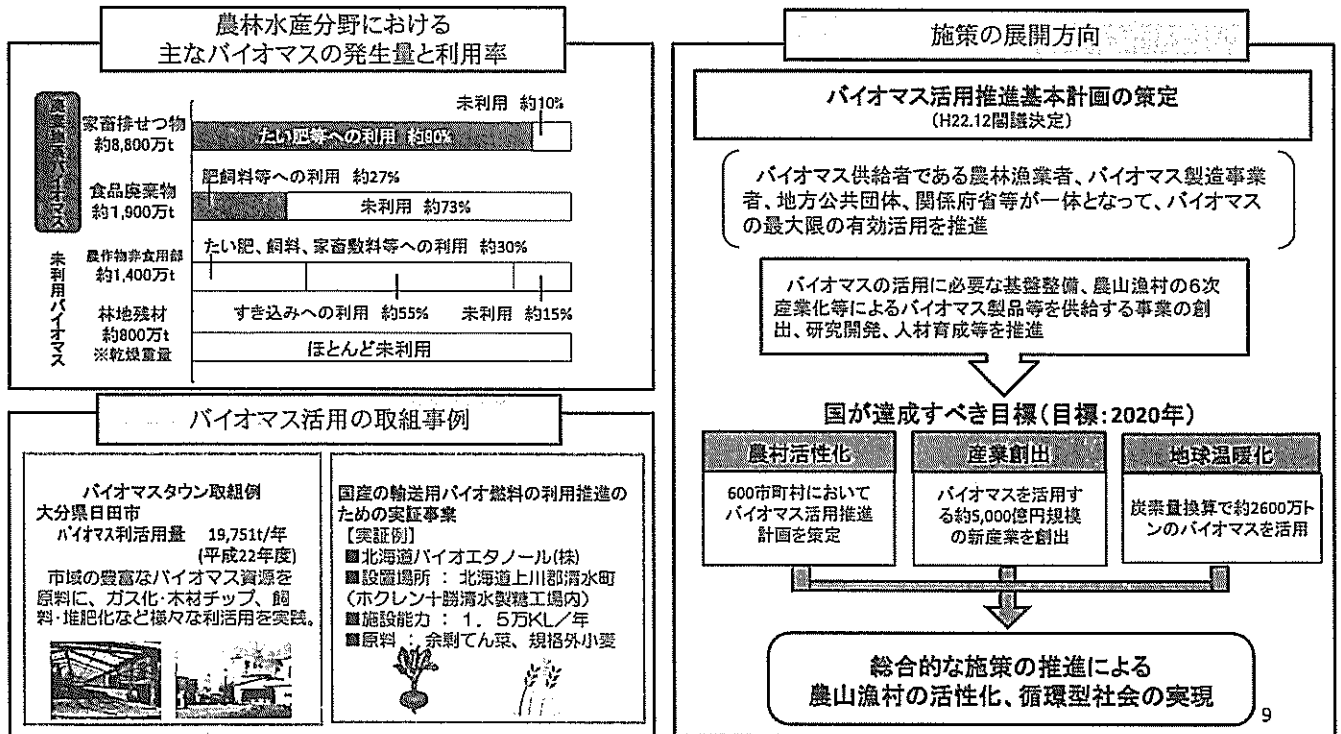 農林水産分野における
主なバイオマスの発生量と利用率
廃棄物系バイオマス
家畜排せつ物
約8,800万t
未利用 約10%
たい肥等への利用 約90%
食品廃棄物
約1,900万t
肥飼料等への利用 約27%
未利用 約73%
未利用バイオマス
農作物非食用部
約1,400万t
たい肥、飼料、家畜敷料等への利用 約30%
すき込みへの利用 約55%
未利用 約15%
林地残材
約800万t
※乾燥重量
ほとんど未利用
バイオマス活用の取組事例
バイオマスタウン取組例
大分県日田市
バイオマス利活用量 19,751t/年
(平成22年度)
市域の豊富なバイオマス資源を
原料に、ガス化・木材チップ、飼
料・堆肥化など様々な利活用を実践。
国産の輸送用バイオ燃料の利用推進の
ための実証事業
【実証例】
■北海道バイオエタノール(株)
■設置場所 : 北海道上川郡清水町
(ホクレン十勝清水製糖工場内)
■施設能力 : 1.5万KL/年
■原料 : 余剰てん菜、規格外小麦
施策の展開方向
バイオマス活用推進基本計画の策定
(H22.12閣議決定)
バイオマス供給者である農林漁業者、バイオマス製造事業
者、地方公共団体、関係府省等が一体となって、バイオマス
の最大限の有効活用を推進
バイオマスの活用に必要な基盤整備、農山漁村の6次
産業化等によるバイオマス製品等を供給する事業の創
出、研究開発、人材育成等を推進
国が達成すべき目標(目標:2020年)
農村活性化
600市町村において
バイオマス活用推進
計画を策定
産業創出
バイオマスを活用す
る約5,000億円規模
の新産業を創出
地球温暖化
炭素量換算で約2600万ト
ンのバイオマスを活用
総合的な施策の推進による
農山漁村の活性化、循環型社会の実現
9